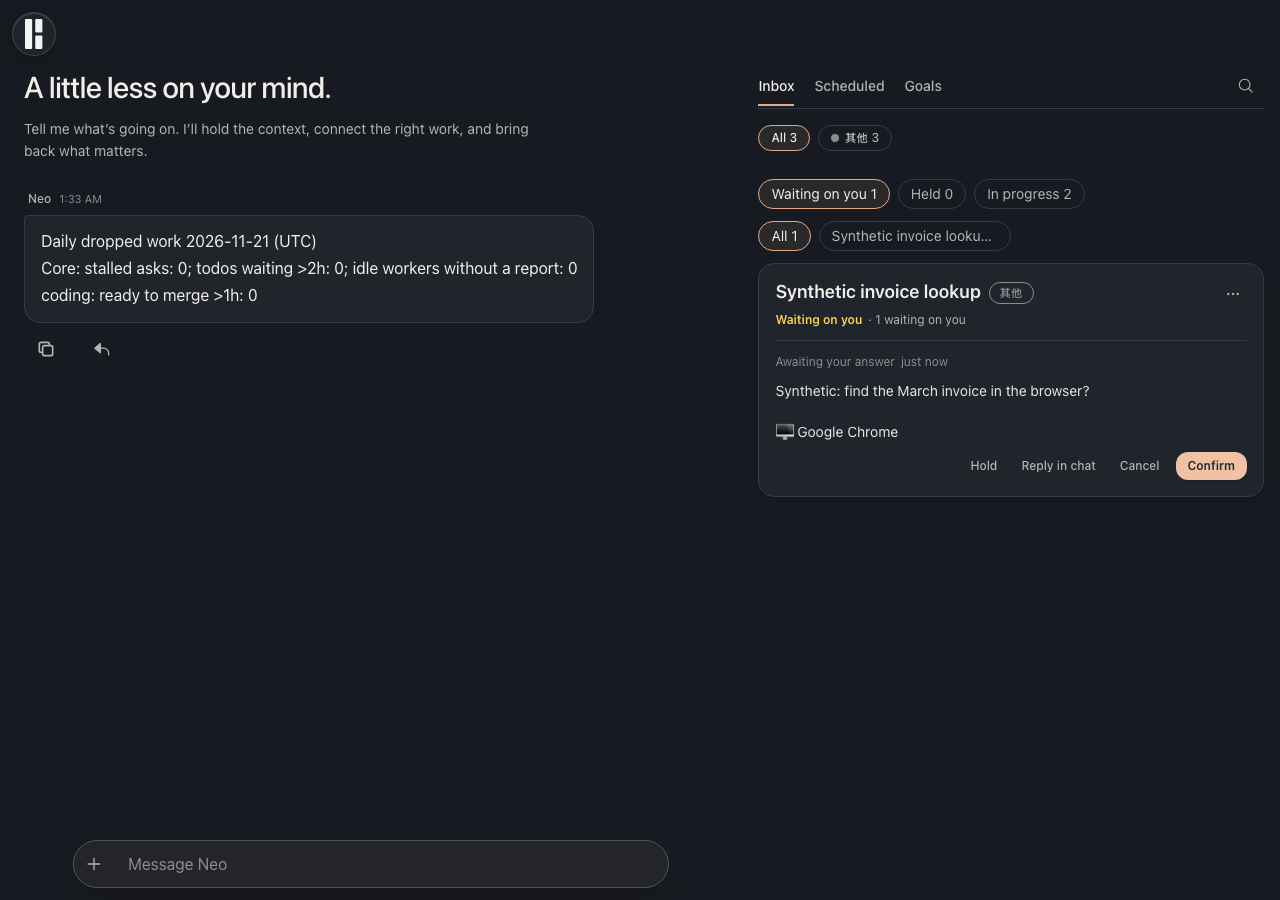 A little less on your mind.
Tell me what’s going on. I’ll hold the context, connect the right work, and bring
back what matters.
Neo 1:33 AM
Daily dropped work 2026-11-21 (UTC)
Core: stalled asks: 0; todos waiting >2h: 0; idle workers without a report: 0
coding: ready to merge >1h: 0
Message Neo
Inbox Scheduled Goals
All 3 其他 3
Waiting on you 1 Held 0 In progress 2
All 1 Synthetic invoice looku...
Synthetic invoice lookup 其他
Waiting on you · 1 waiting on you
Awaiting your answer just now
Synthetic: find the March invoice in the browser?
Google Chrome
Hold Reply in chat Cancel Confirm